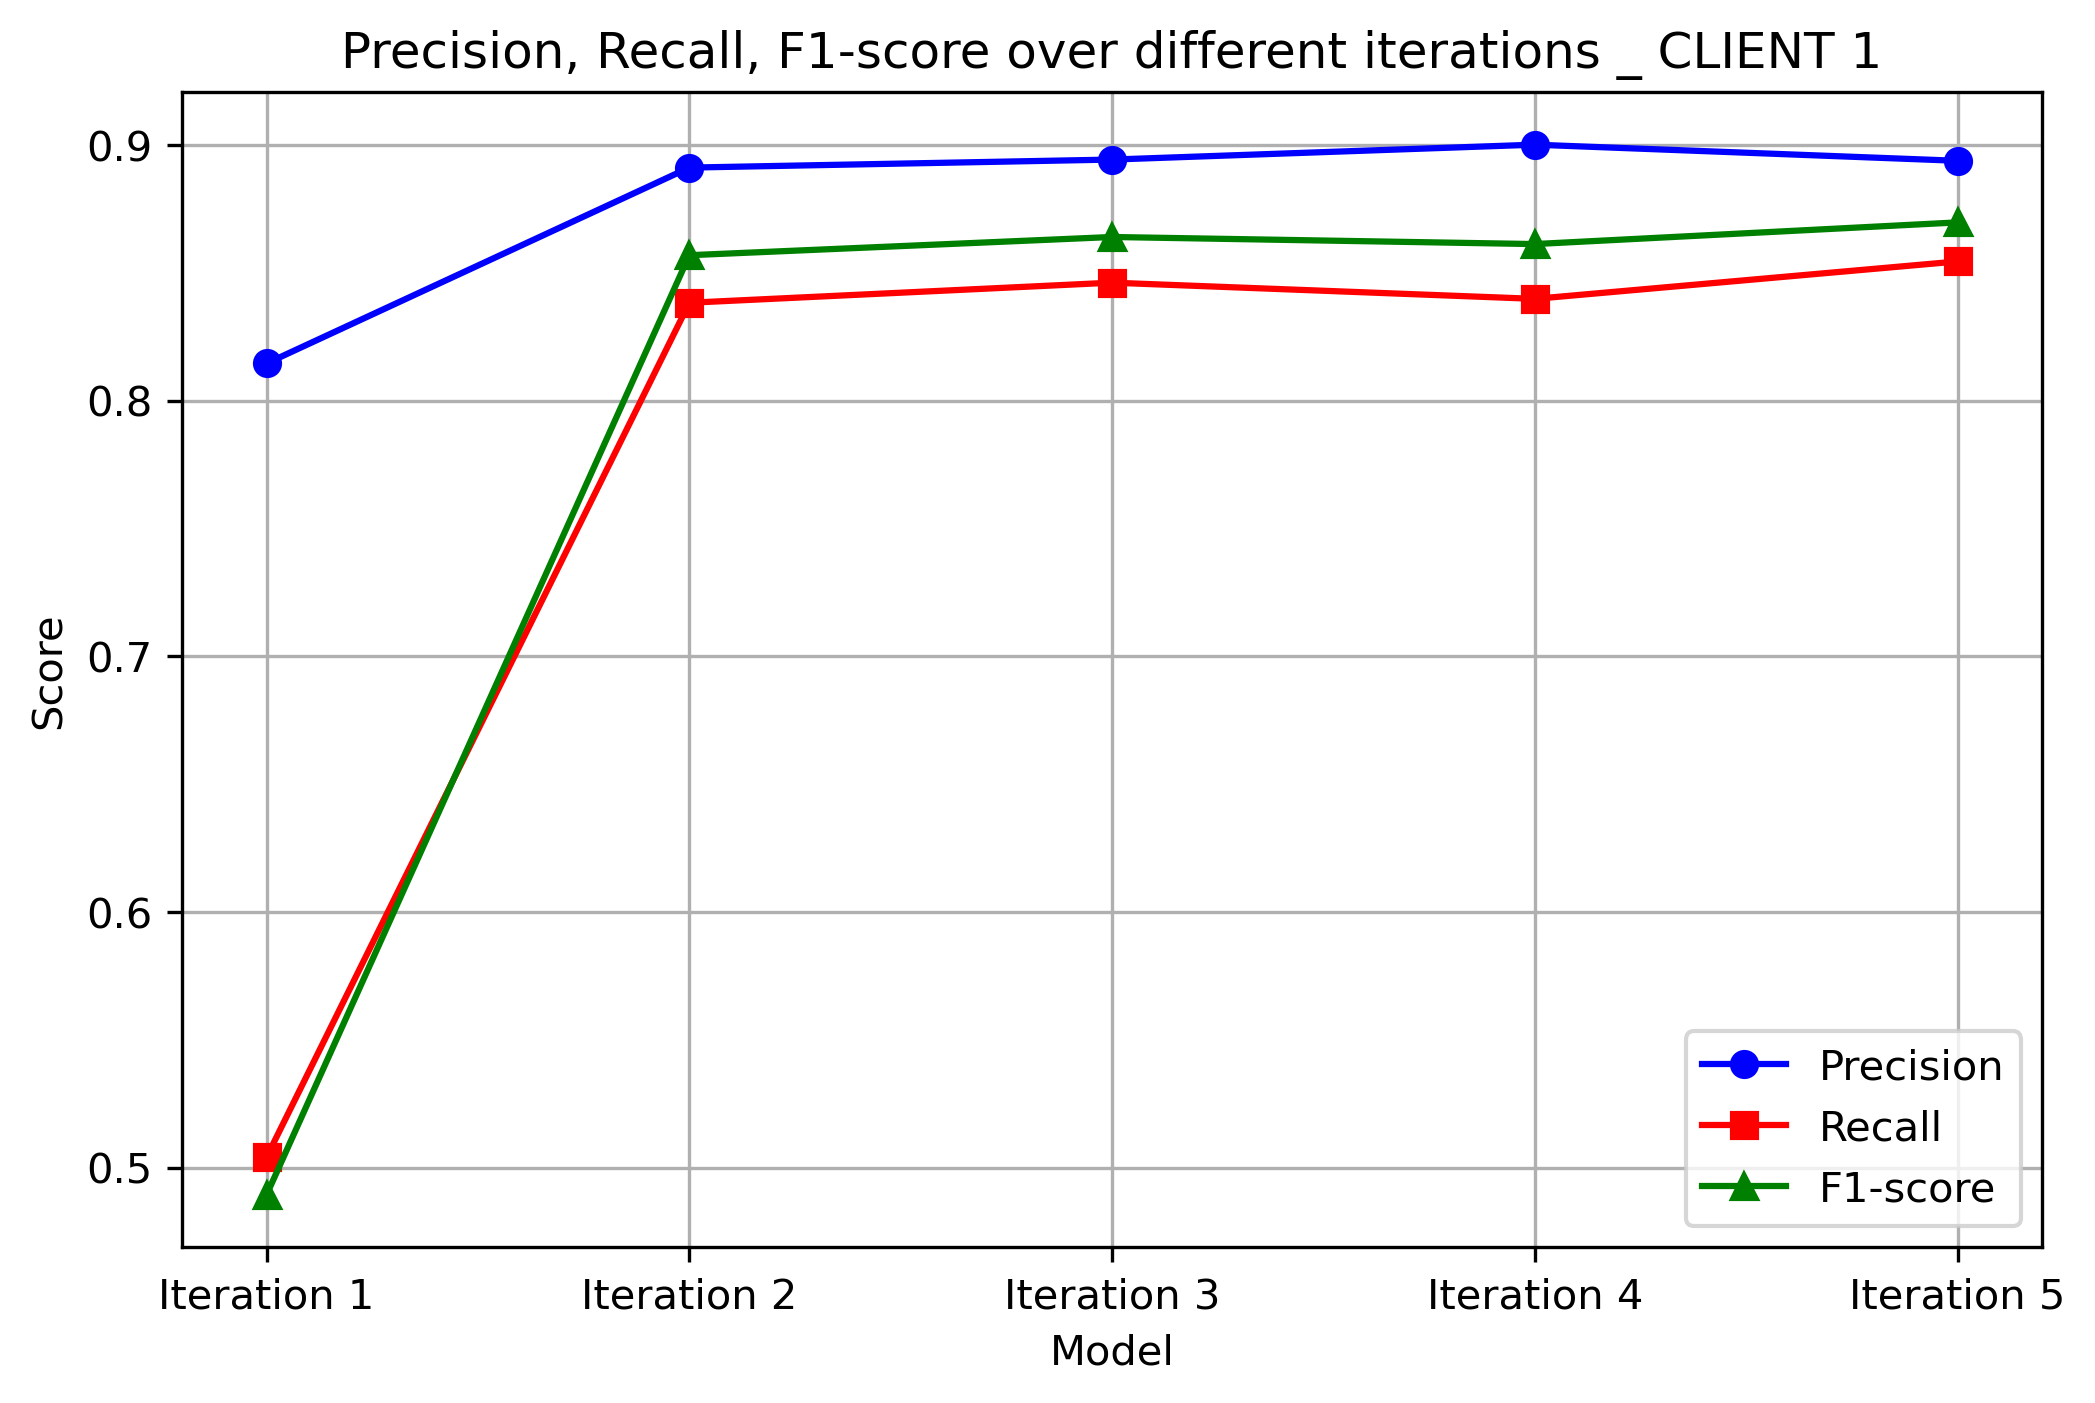 Precision, Recall, F1-score over different iterations _ CLIENT 1
0.9
0.8
0.7
0.6
0.5
Score
Precision
Recall
F1-score
Iteration 1 Iteration 2 Iteration 3 Iteration 4 Iteration 5
Model